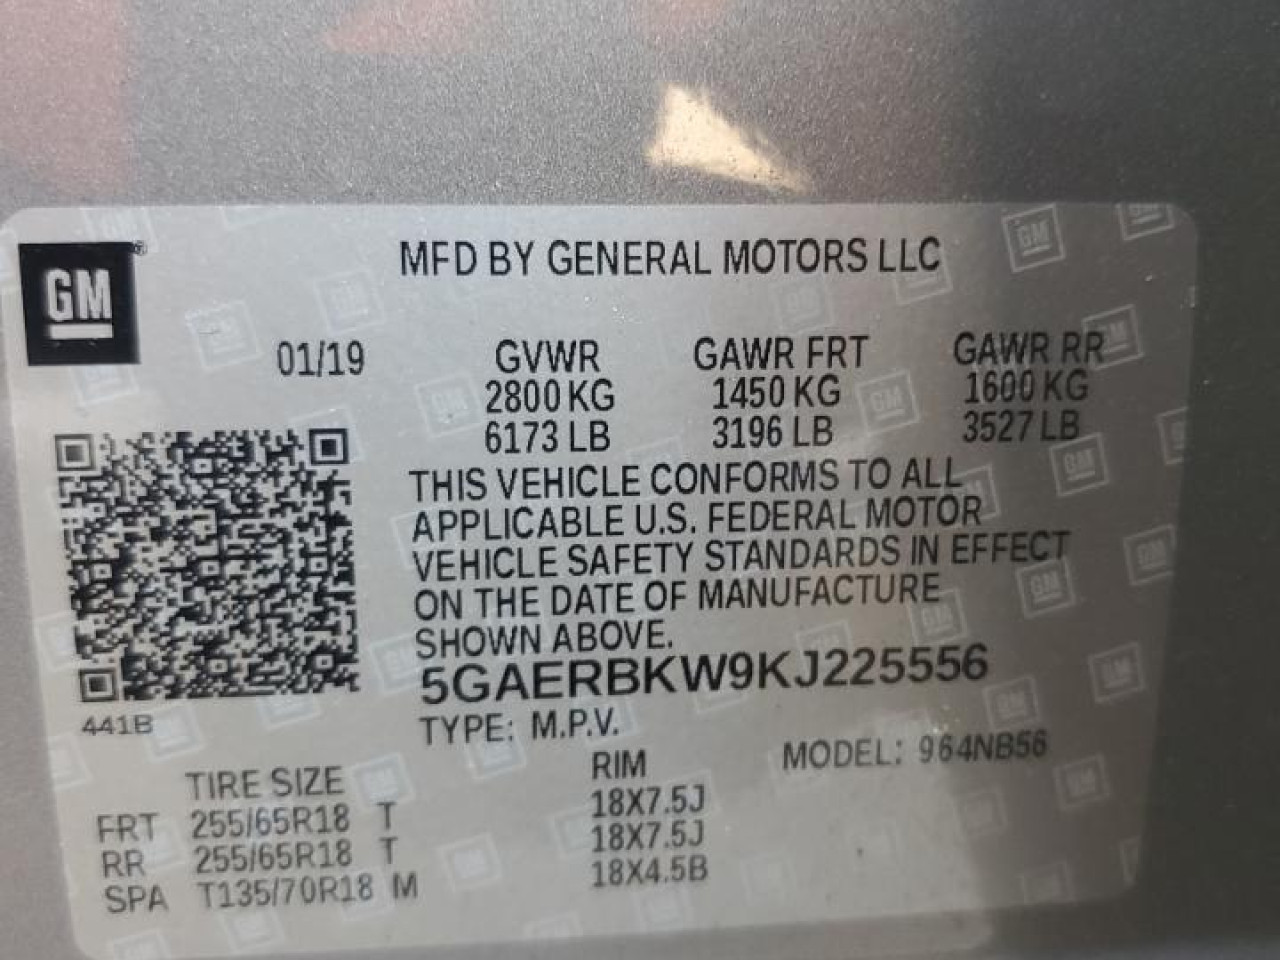 GM®
MFD BY GENERAL MOTORS LLC
01/19 GVWR GAWR FRT GAWR RR
2800 KG 1450 KG 1600 KG
6173 LB 3196 LB 3527 LB
THIS VEHICLE CONFORMS TO ALL
APPLICABLE U.S. FEDERAL MOTOR
VEHICLE SAFETY STANDARDS IN EFFECT
ON THE DATE OF MANUFACTURE
SHOWN ABOVE.
5GAERBKW9KJ225556
441B
TYPE: M.P.V. MODEL: 964NB56
TIRE SIZE RIM
FRT 255/65R18 T 18X7.5J
RR 255/65R18 T 18X7.5J
SPA T135/70R18 M 18X4.5B